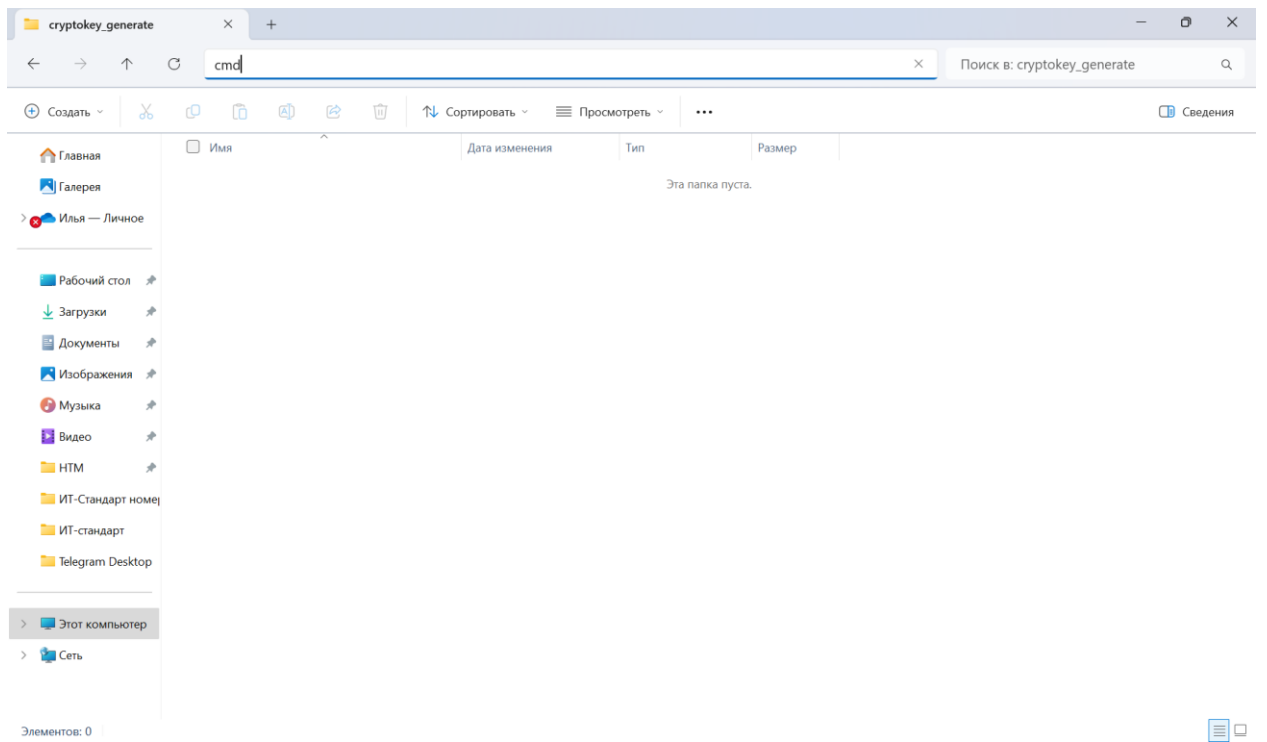 cryptokey_generate
cmd
Поиск в: cryptokey_generate
Создать
Сортировать
Просмотреть
Сведения
Имя
Дата изменения
Тип
Размер
Эта папка пуста.
Главная
Галерея
Илья — Личное
Рабочий стол
Загрузки
Документы
Изображения
Музыка
Видео
НТМ
ИТ-Стандарт номер
ИТ-стандарт
Telegram Desktop
Этот компьютер
Сеть
Элементов: 0